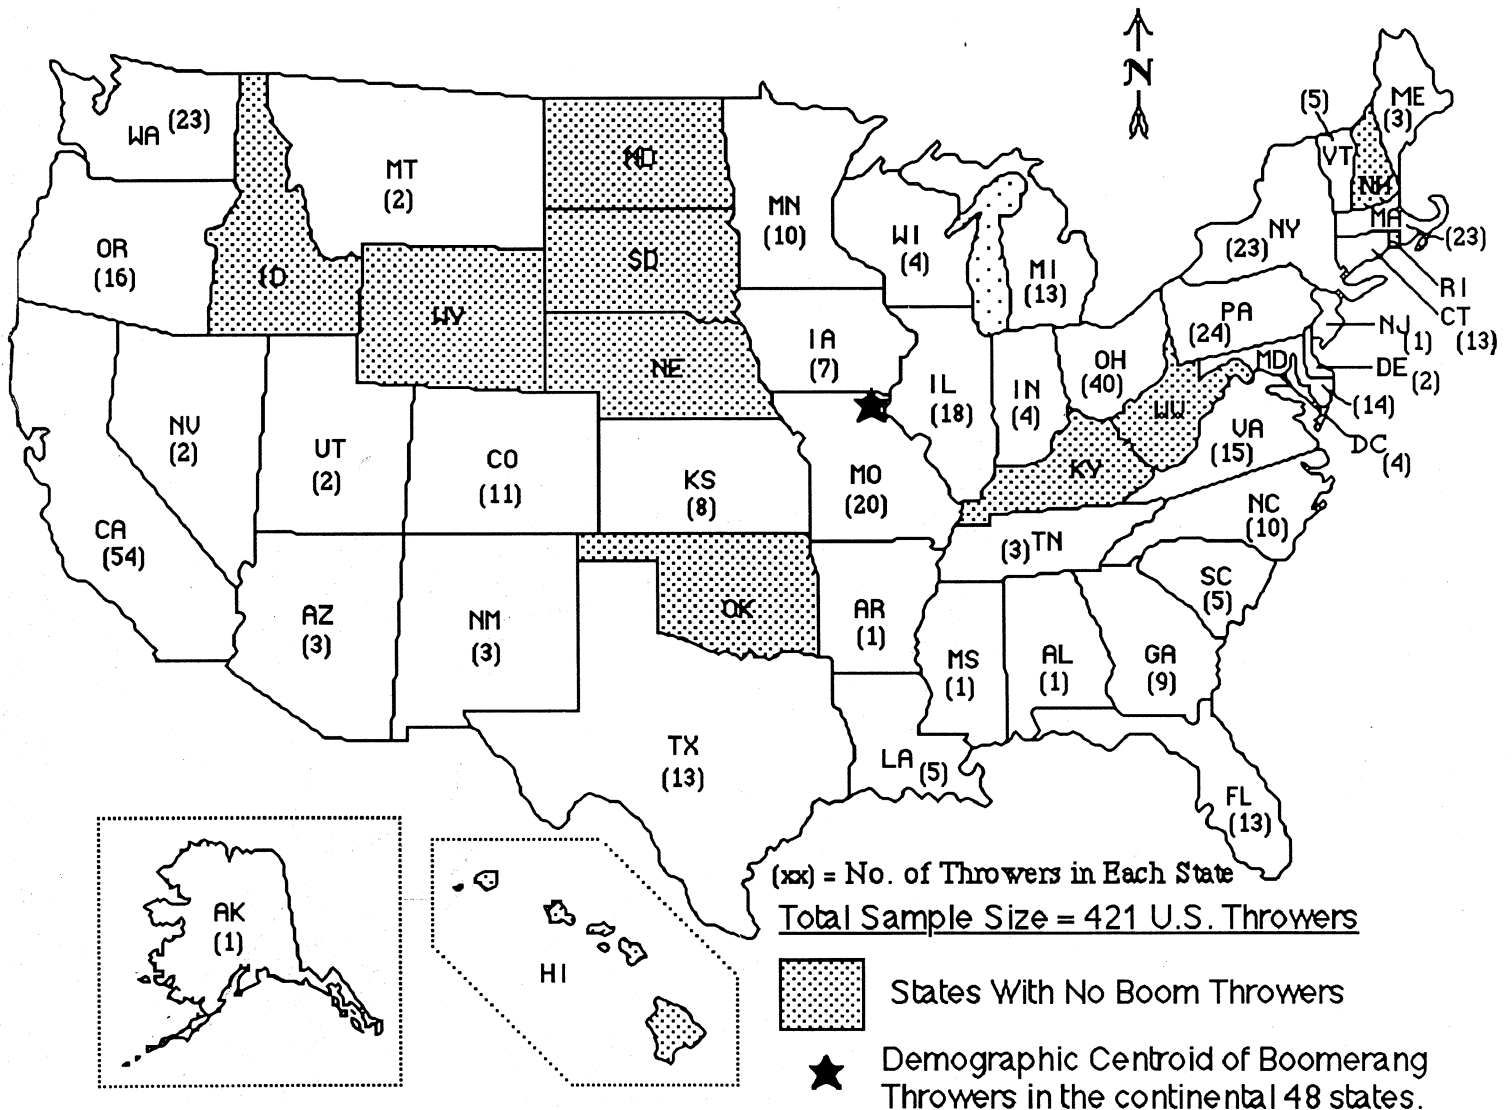 N
(5)
ME
(3)
WA (23)
VT
NH
MT
(2)
ND
MN
(10)
MA
(23)
OR
(16)
WI
(4)
NY
(23)
ID
SD
MI
(13)
RI
WY
PA
(24)
CT
(13)
NJ (1)
IA
(7)
OH
(40)
MD
DE (2)
NE
IL
(18)
IN
(4)
(14)
NV
(2)
WV
VA
(15)
DC (4)
UT
(2)
CO
(11)
KS
(8)
MO
(20)
KY
NC
(10)
CA
(54)
(3) TN
SC
(5)
AZ
(3)
NM
(3)
OK
AR
(1)
MS
(1)
AL
(1)
GA
(9)
TX
(13)
LA (5)
FL
(13)
(xx) = No. of Throwers in Each State
AK
(1)
Total Sample Size = 421 U.S. Throwers
HI
States With No Boom Throwers
Demographic Centroid of Boomerang
Throwers in the continental 48 states.